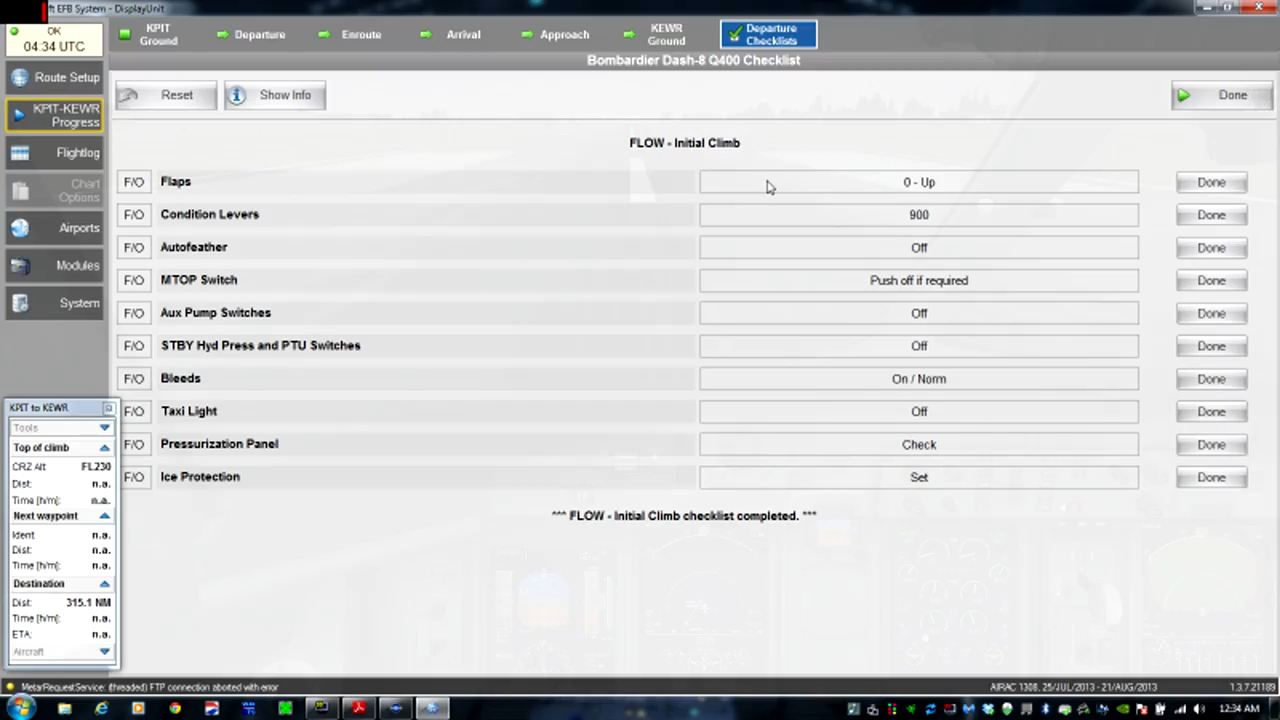 ft EFB System - DisplayUnit
OK
04:34 UTC
KPIT Ground
Departure
Enroute
Arrival
Approach
KEWR Ground
Departure Checklists
Bombardier Dash-8 Q400 Checklist
Route Setup
KPIT-KEWR Progress
Flightlog
Chart Options
Airports
Modules
System
Reset
Show Info
Done
FLOW - Initial Climb
F/O Flaps 0 - Up Done
F/O Condition Levers 900 Done
F/O Autofeather Off Done
F/O MTOP Switch Push off if required Done
F/O Aux Pump Switches Off Done
F/O STBY Hyd Press and PTU Switches Off Done
F/O Bleeds On / Norm Done
F/O Taxi Light Off Done
F/O Pressurization Panel Check Done
F/O Ice Protection Set Done
*** FLOW - Initial Climb checklist completed. ***
KPIT to KEWR
Tools
Top of climb
CRZ Alt FL230
Dist: n.a.
Time [h/m]: n.a.
Next waypoint
Ident n.a.
Dist: n.a.
Time [h/m]: n.a.
Destination
Dist: 315.1 NM
Time [h/m]: n.a.
ETA: n.a.
Aircraft
MetarRequestService: (threaded) FTP connection aborted with error
AIRAC 1308, 25/JUL/2013 - 21/AUG/2013
1.3.7.21189
12:34 AM